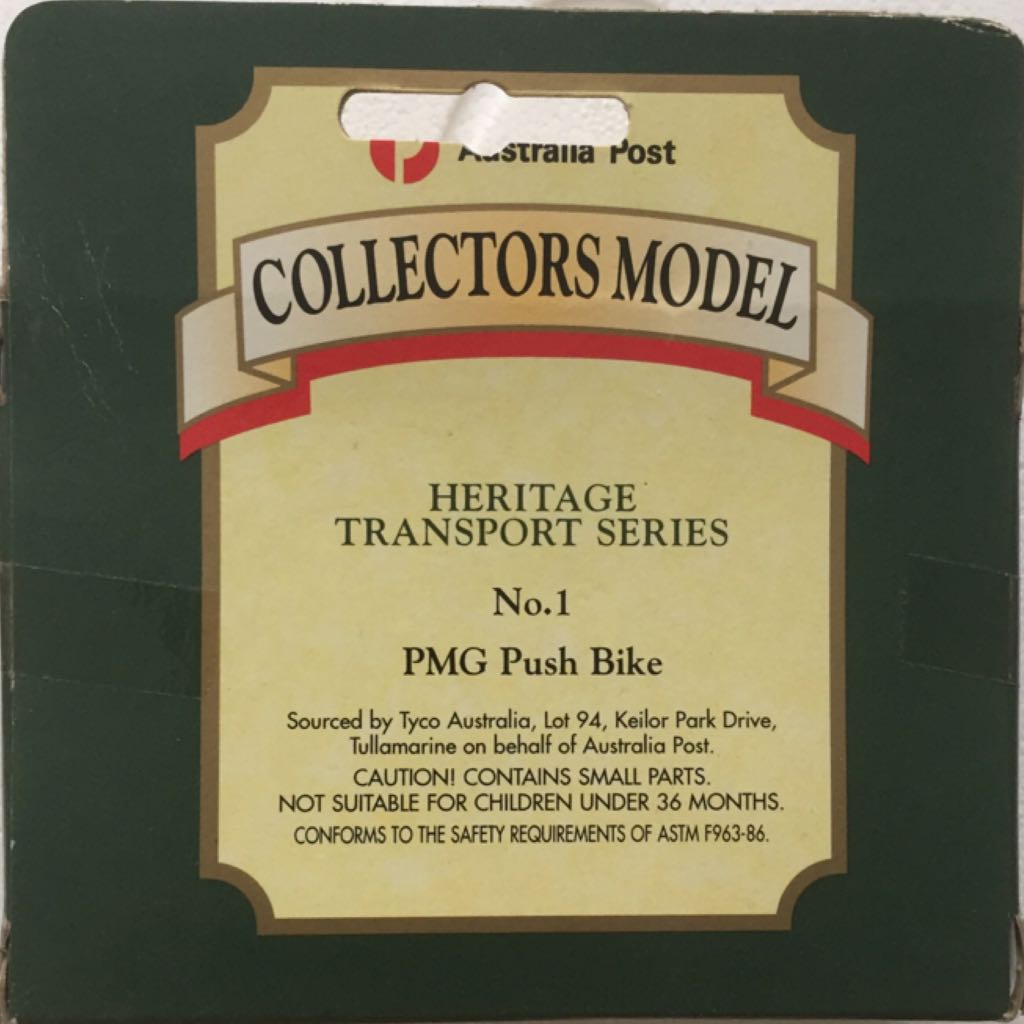 Australia Post
COLLECTORS MODEL
HERITAGE
TRANSPORT SERIES
No.1
PMG Push Bike
Sourced by Tyco Australia, Lot 94, Keilor Park Drive,
Tullamarine on behalf of Australia Post.
CAUTION! CONTAINS SMALL PARTS.
NOT SUITABLE FOR CHILDREN UNDER 36 MONTHS.
CONFORMS TO THE SAFETY REQUIREMENTS OF ASTM F963-86.